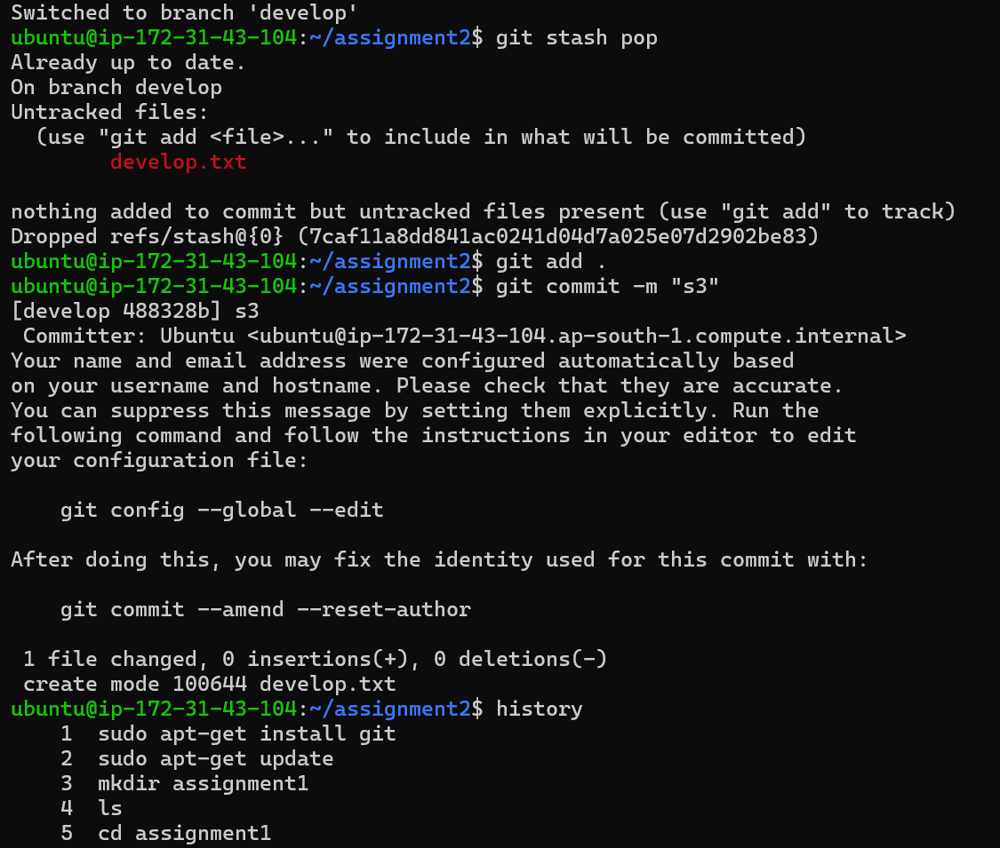 Switched to branch 'develop'
ubuntu@ip-172-31-43-104:~/assignment2$ git stash pop
Already up to date.
On branch develop
Untracked files:
  (use "git add <file>..." to include in what will be committed)
        develop.txt

nothing added to commit but untracked files present (use "git add" to track)
Dropped refs/stash@{0} (7caf11a8dd841ac0241d04d7a025e07d2902be83)
ubuntu@ip-172-31-43-104:~/assignment2$ git add .
ubuntu@ip-172-31-43-104:~/assignment2$ git commit -m "s3"
[develop 488328b] s3
 Committer: Ubuntu <ubuntu@ip-172-31-43-104.ap-south-1.compute.internal>
Your name and email address were configured automatically based
on your username and hostname. Please check that they are accurate.
You can suppress this message by setting them explicitly. Run the
following command and follow the instructions in your editor to edit
your configuration file:

    git config --global --edit

After doing this, you may fix the identity used for this commit with:

    git commit --amend --reset-author

 1 file changed, 0 insertions(+), 0 deletions(-)
 create mode 100644 develop.txt
ubuntu@ip-172-31-43-104:~/assignment2$ history
    1  sudo apt-get install git
    2  sudo apt-get update
    3  mkdir assignment1
    4  ls
    5  cd assignment1